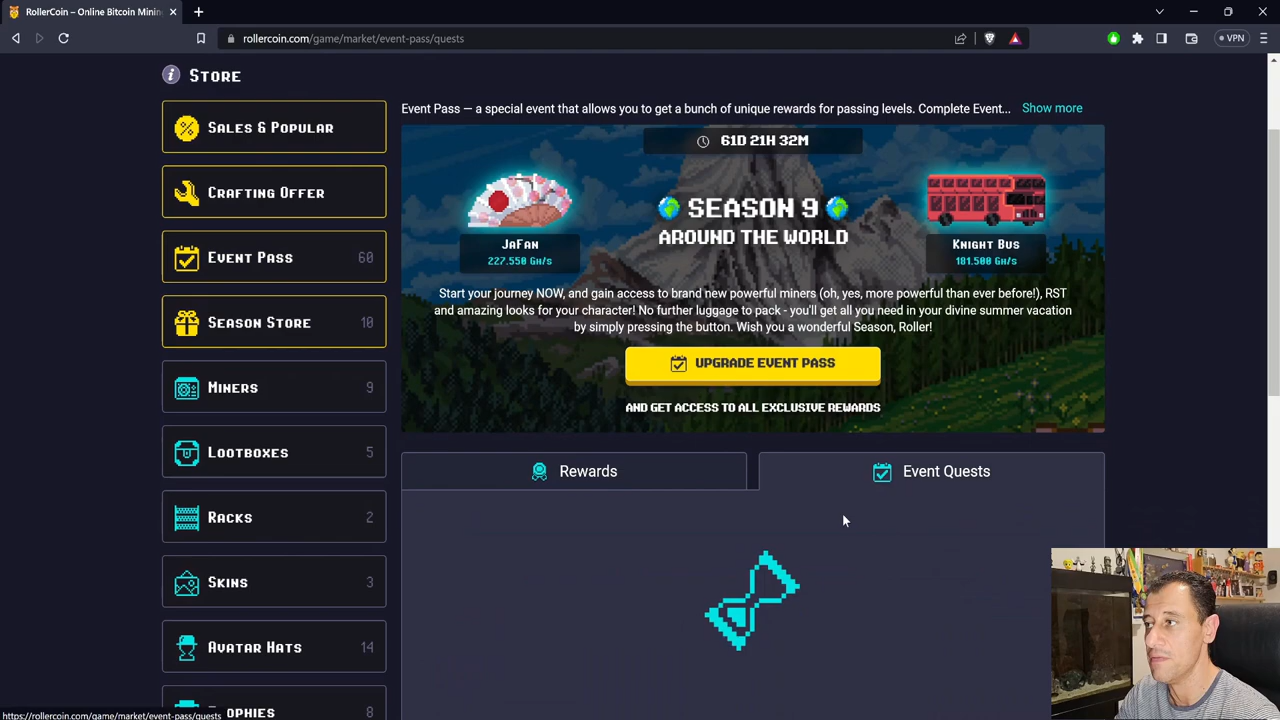 RollerCoin – Online Bitcoin Minin
rollercoin.com/game/market/event-pass/quests
VPN
Store
Event Pass — a special event that allows you to get a bunch of unique rewards for passing levels. Complete Event... Show more
Sales & Popular
Crafting Offer
Event Pass 60
Season Store 10
Miners 9
Lootboxes 5
Racks 2
Skins 3
Avatar Hats 14
8
61D 21H 32M
SEASON 9
AROUND THE WORLD
JaFan
227.550 Gh/s
Knight Bus
181.500 Gh/s
Start your journey NOW, and gain access to brand new powerful miners (oh, yes, more powerful than ever before!), RST
and amazing looks for your character! No further luggage to pack - you'll get all you need in your divine summer vacation
by simply pressing the button. Wish you a wonderful Season, Roller!
UPGRADE EVENT PASS
AND GET ACCESS TO ALL EXCLUSIVE REWARDS
Rewards
Event Quests
https://rollercoin.com/game/market/event-pass/quests